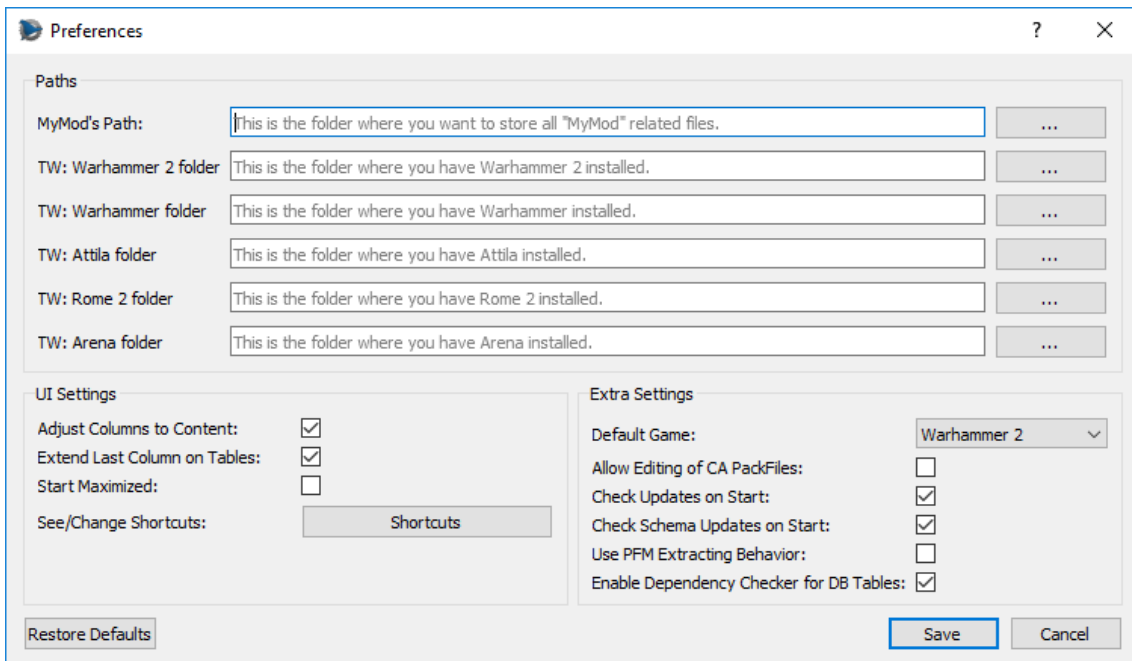 Preferences
?
Paths
MyMod's Path: This is the folder where you want to store all "MyMod" related files. ...
TW: Warhammer 2 folder This is the folder where you have Warhammer 2 installed. ...
TW: Warhammer folder This is the folder where you have Warhammer installed. ...
TW: Attila folder This is the folder where you have Attila installed. ...
TW: Rome 2 folder This is the folder where you have Rome 2 installed. ...
TW: Arena folder This is the folder where you have Arena installed. ...
UI Settings
Adjust Columns to Content:
Extend Last Column on Tables:
Start Maximized:
See/Change Shortcuts: Shortcuts
Extra Settings
Default Game: Warhammer 2
Allow Editing of CA PackFiles:
Check Updates on Start:
Check Schema Updates on Start:
Use PFM Extracting Behavior:
Enable Dependency Checker for DB Tables:
Restore Defaults Save Cancel